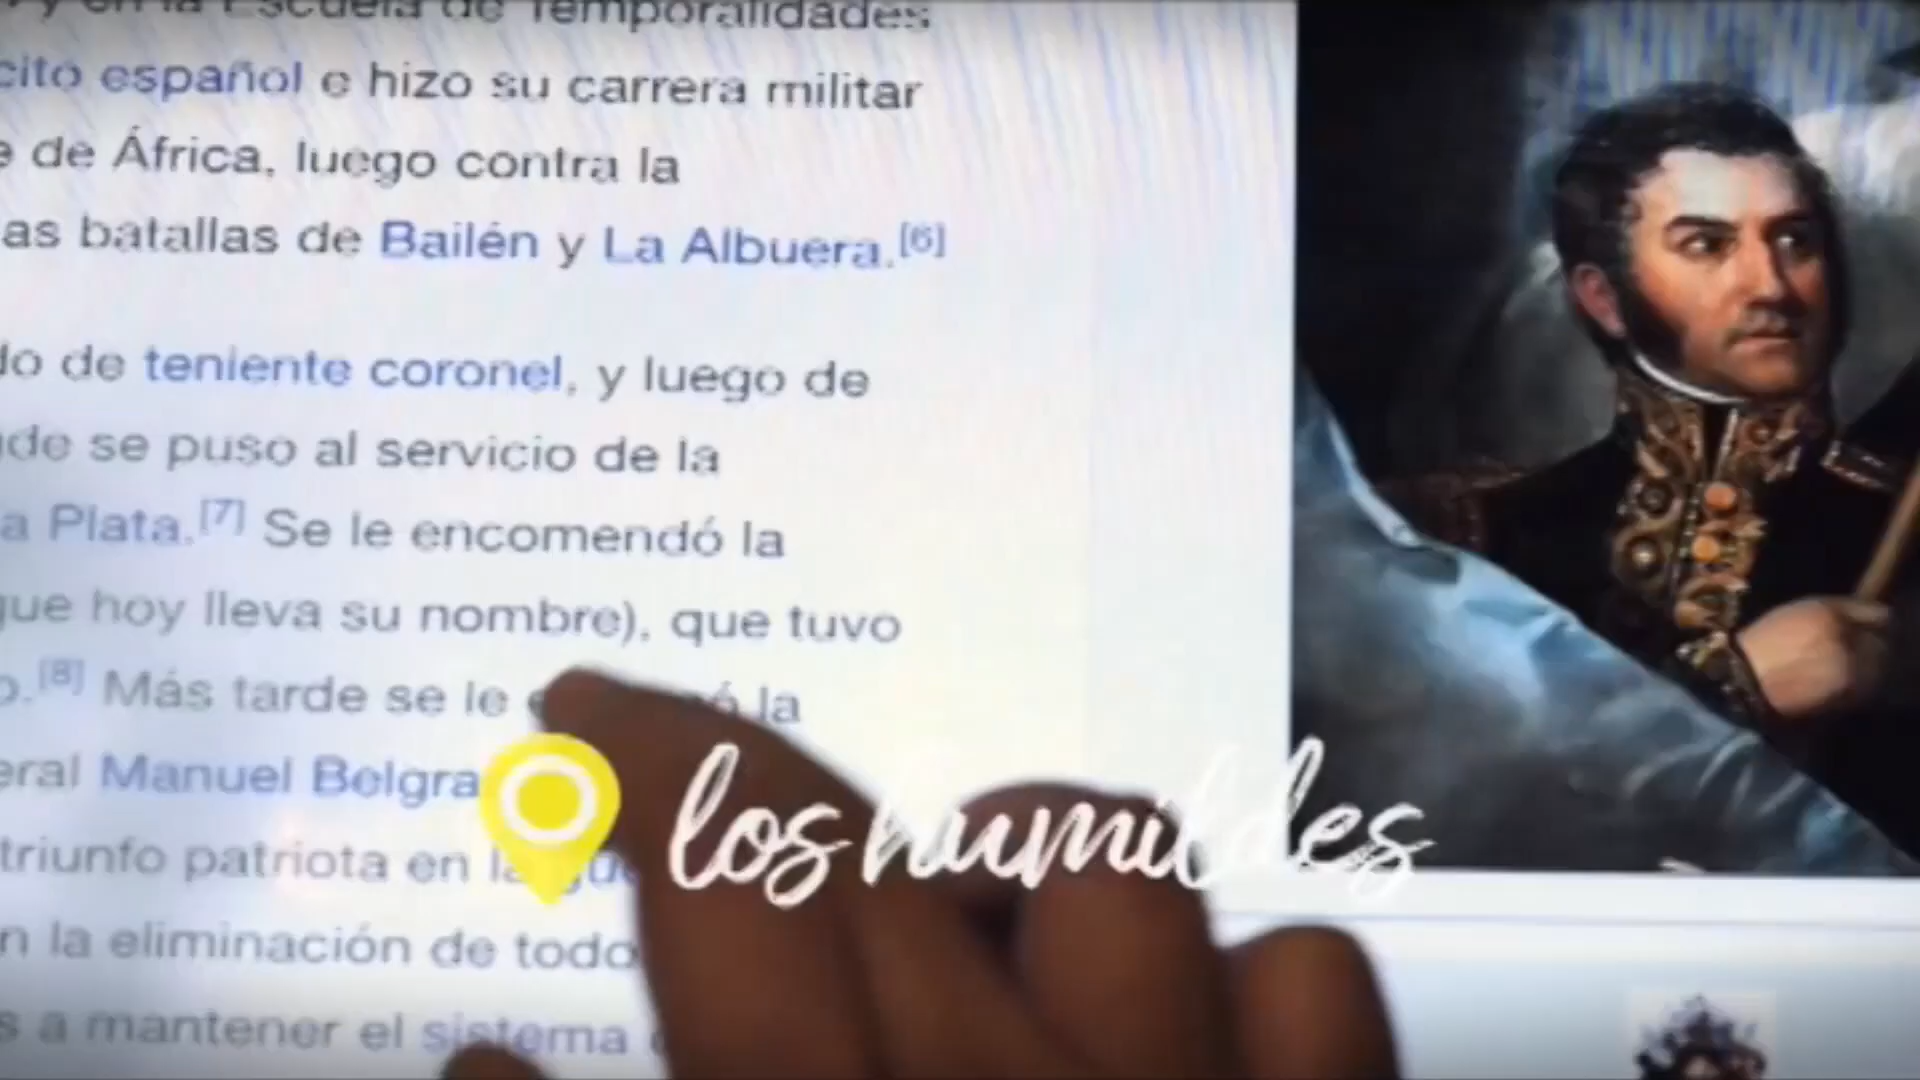 y en la Escuela de Temporalidades
cito español e hizo su carrera militar
e de África, luego contra la
as batallas de Bailén y La Albuera.[6]
do de teniente coronel, y luego de
de se puso al servicio de la
a Plata.[7] Se le encomendó la
que hoy lleva su nombre), que tuvo
o.[8] Más tarde se le la
eral Manuel Belgra
triunfo patriota en la
n la eliminación de todo
s a mantener el sistema
los humildes